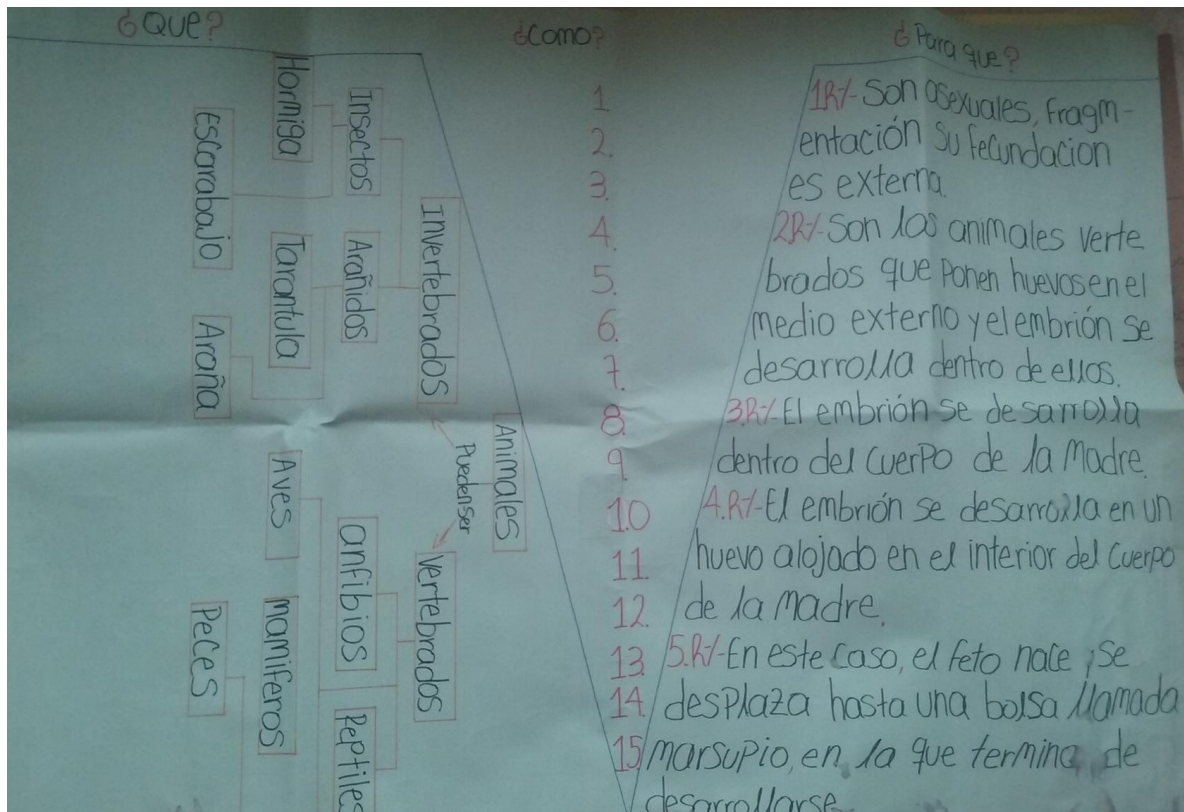 ¿Que?
¿Como?
¿Para que?
Animales
Pueden ser
Invertebrados
Vertebrados
Insectos
Arañidos
anfibios
Reptiles
Hormiga
Tarantula
Aves
mamiferos
Escarabajo
Araña
Peces
1
2.
3.
4.
5.
6.
7.
8.
9.
10
11.
12.
13.
14.
15.
1R/- Son asexuales, fragm-
entación su fecundacion
es externa.
2R/- Son los animales verte
brados que ponen huevos en el
medio externo y el embrión se
desarrolla dentro de ellos.
3.R/- El embrión se desarrolla
dentro del cuerpo de la madre.
4.R/- El embrión se desarrolla en un
huevo alojado en el interior del cuerpo
de la madre.
5.R/- En este caso, el feto nace ; se
desplaza hasta una bolsa llamada
marsupio, en la que termina de
desarrollarse